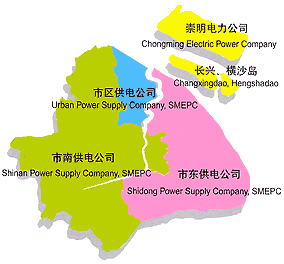 崇明电力公司
Chongming Electric Power Company
长兴、横沙岛
Changxingdao, Hengshadao
市区供电公司
Urban Power Supply Company, SMEPC
市南供电公司
Shinan Power Supply Company, SMEPC
市东供电公司
Shidong Power Supply Company, SMEPC